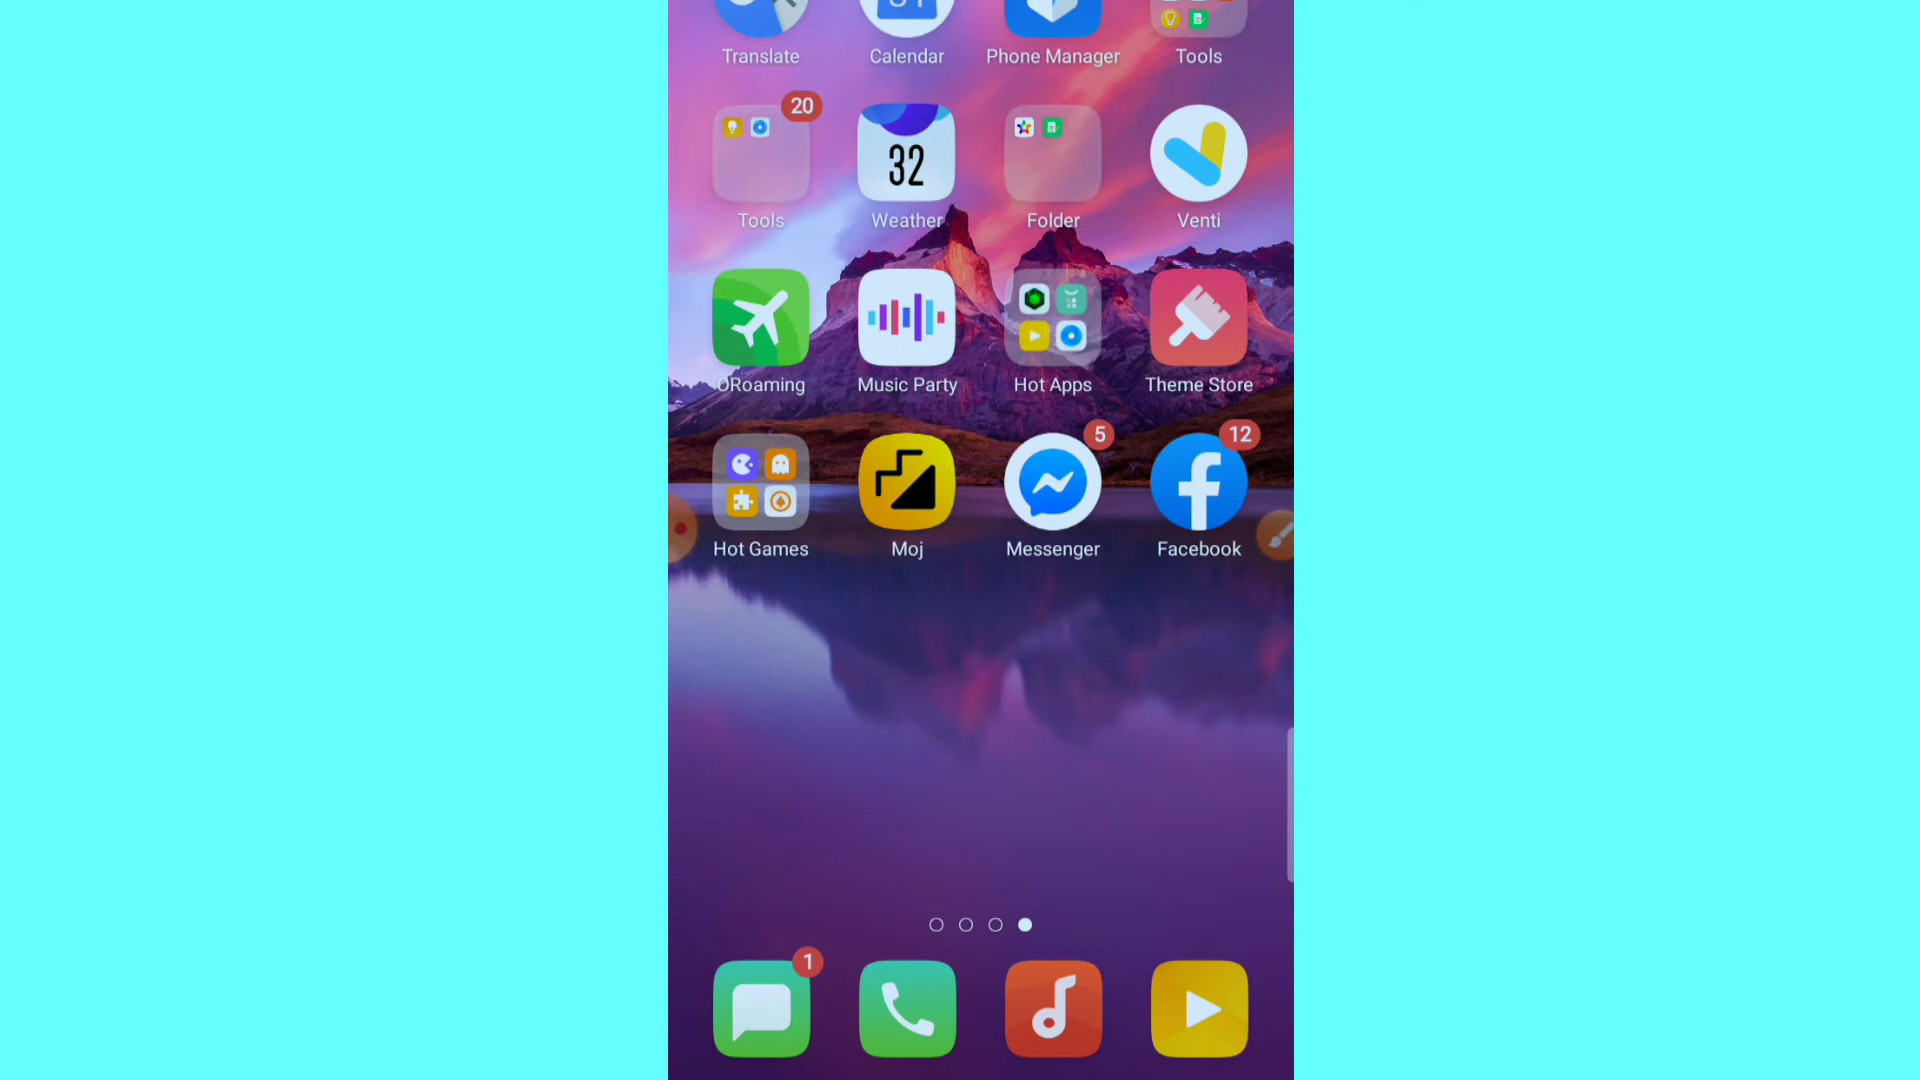 31
Translate Calendar Phone Manager Tools
20
32
Tools Weather Folder Venti
ORoaming Music Party Hot Apps Theme Store
5 12
Hot Games Moj Messenger Facebook
1